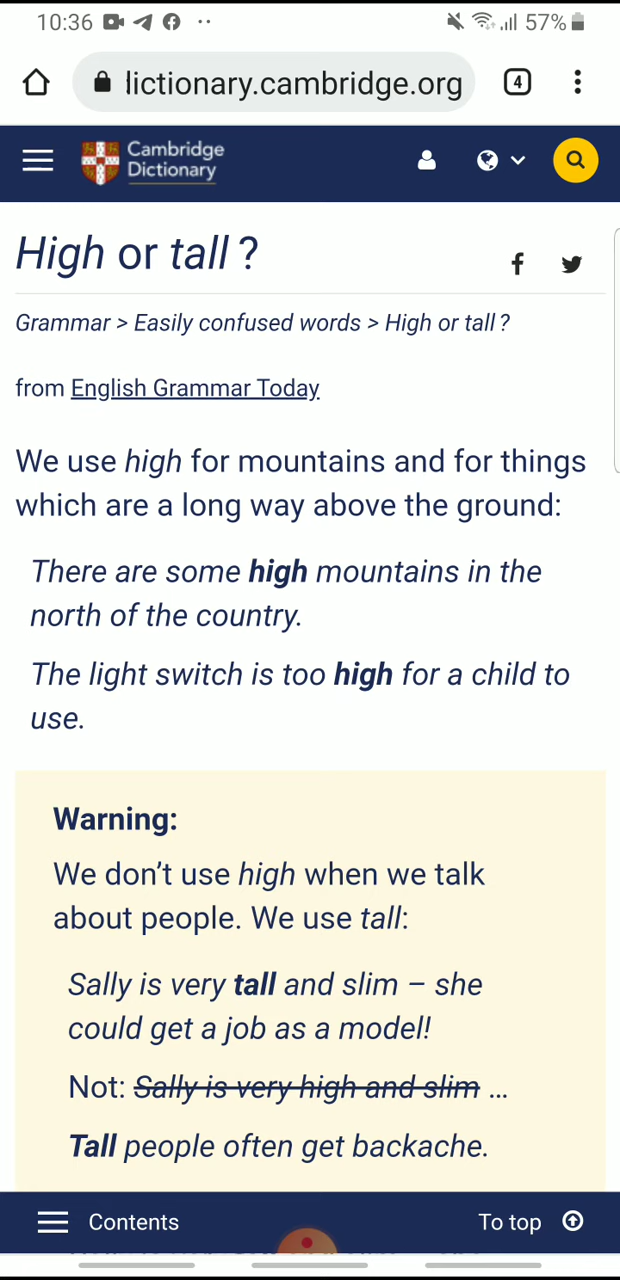 10:36
57%
lictionary.cambridge.org
4
Cambridge
Dictionary
High or tall ?
Grammar > Easily confused words > High or tall ?
from English Grammar Today
We use high for mountains and for things
which are a long way above the ground:
There are some high mountains in the
north of the country.
The light switch is too high for a child to
use.
Warning:
We don't use high when we talk
about people. We use tall:
Sally is very tall and slim – she
could get a job as a model!
Not: Sally is very high and slim ...
Tall people often get backache.
Contents
To top